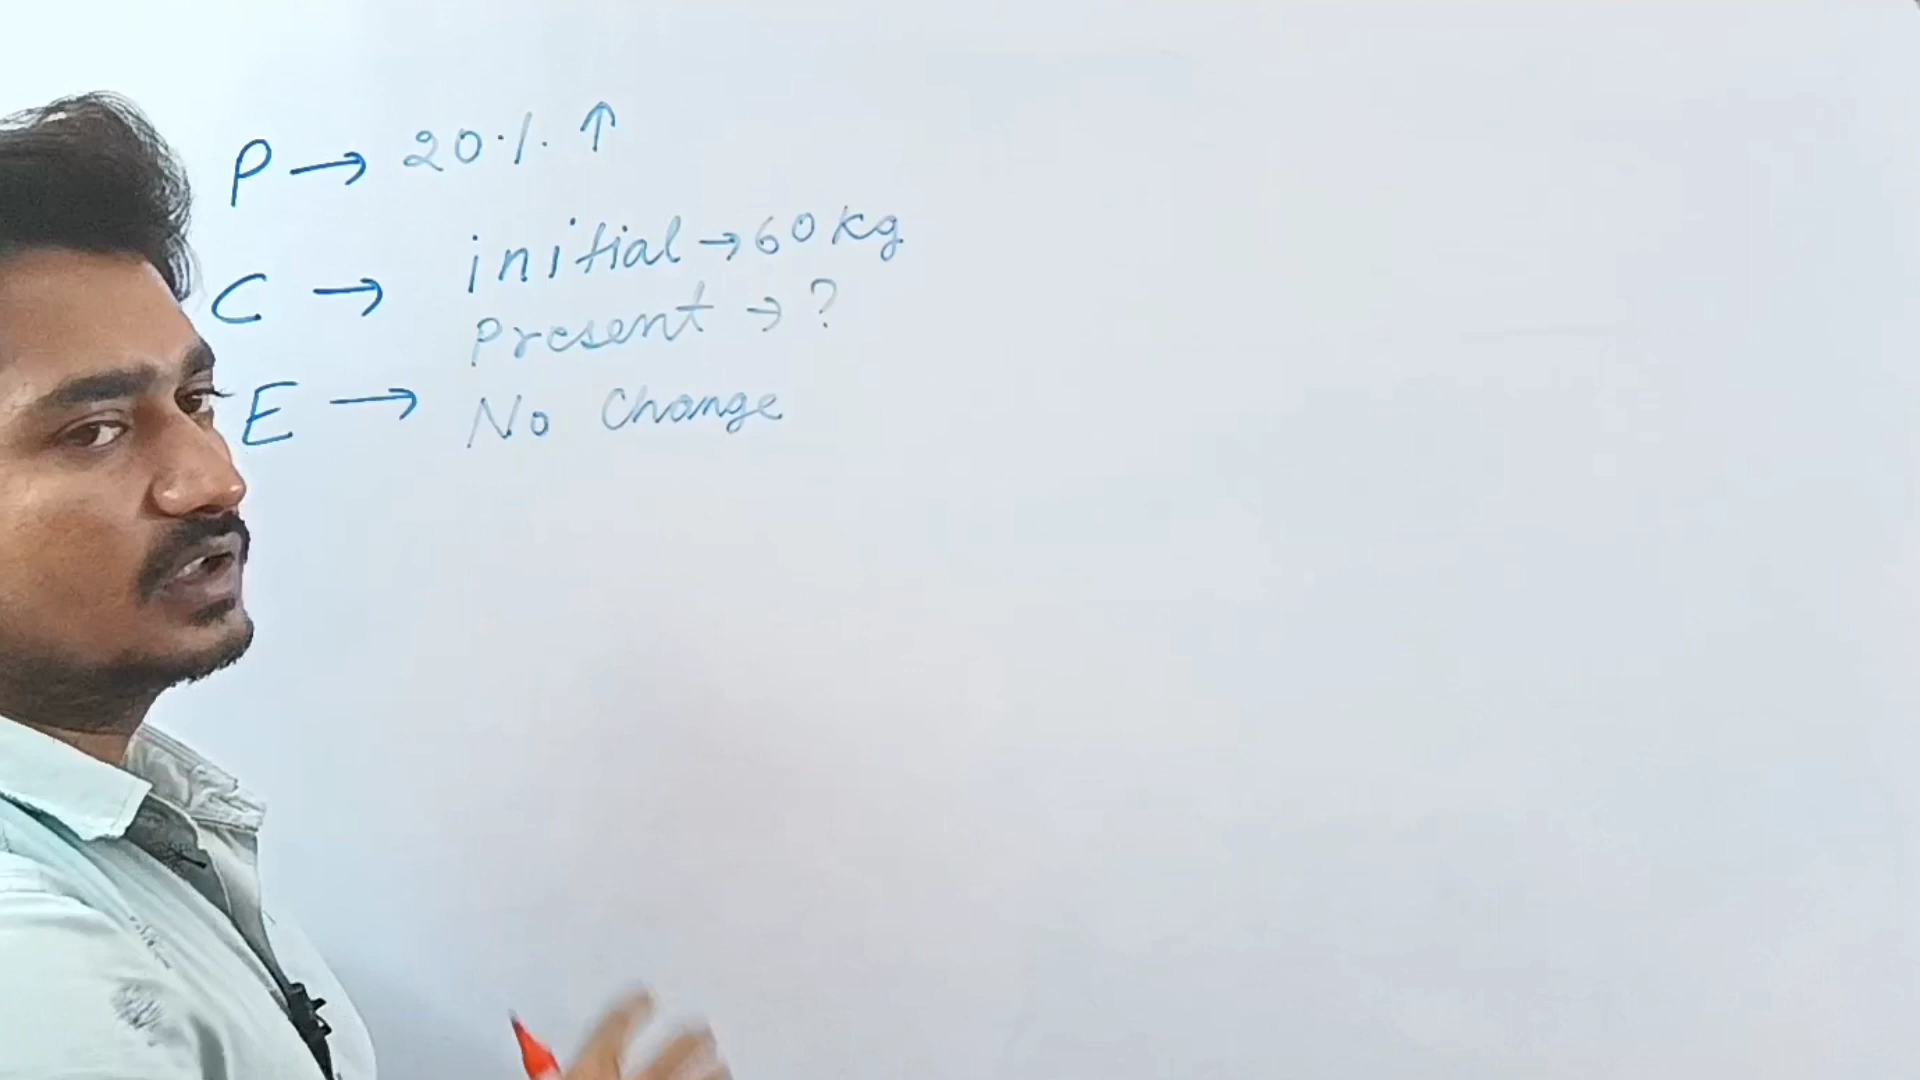 P → 20% ↑
C → initial → 60 kg
Present → ?
E → No Change